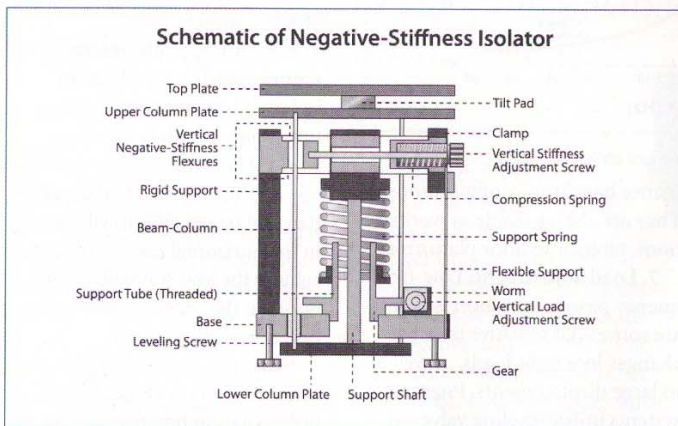 Schematic of Negative-Stiffness Isolator
Top Plate
Upper Column Plate
Vertical
Negative-Stiffness
Flexures
Rigid Support
Beam-Column
Support Tube (Threaded)
Base
Leveling Screw
Lower Column Plate
Support Shaft
Tilt Pad
Clamp
Vertical Stiffness
Adjustment Screw
Compression Spring
Support Spring
Flexible Support
Worm
Vertical Load
Adjustment Screw
Gear